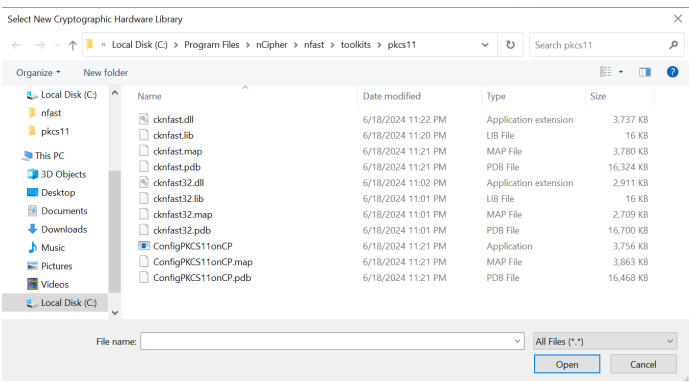 Select New Cryptographic Hardware Library
« Local Disk (C:) > Program Files > nCipher > nfast > toolkits > pkcs11
Search pkcs11
Organize
New folder
Local Disk (C:)
nfast
pkcs11
This PC
3D Objects
Desktop
Documents
Downloads
Music
Pictures
Videos
Local Disk (C:)
Name Date modified Type Size
cknfast.dll 6/18/2024 11:22 PM Application extension 3,737 KB
cknfast.lib 6/18/2024 11:20 PM LIB File 16 KB
cknfast.map 6/18/2024 11:21 PM MAP File 3,780 KB
cknfast.pdb 6/18/2024 11:21 PM PDB File 16,324 KB
cknfast32.dll 6/18/2024 11:02 PM Application extension 2,911 KB
cknfast32.lib 6/18/2024 11:01 PM LIB File 16 KB
cknfast32.map 6/18/2024 11:01 PM MAP File 2,709 KB
cknfast32.pdb 6/18/2024 11:01 PM PDB File 16,700 KB
ConfigPKCS11onCP 6/18/2024 11:21 PM Application 3,756 KB
ConfigPKCS11onCP.map 6/18/2024 11:21 PM MAP File 3,863 KB
ConfigPKCS11onCP.pdb 6/18/2024 11:21 PM PDB File 16,468 KB
File name:
All Files (*.*)
Open
Cancel